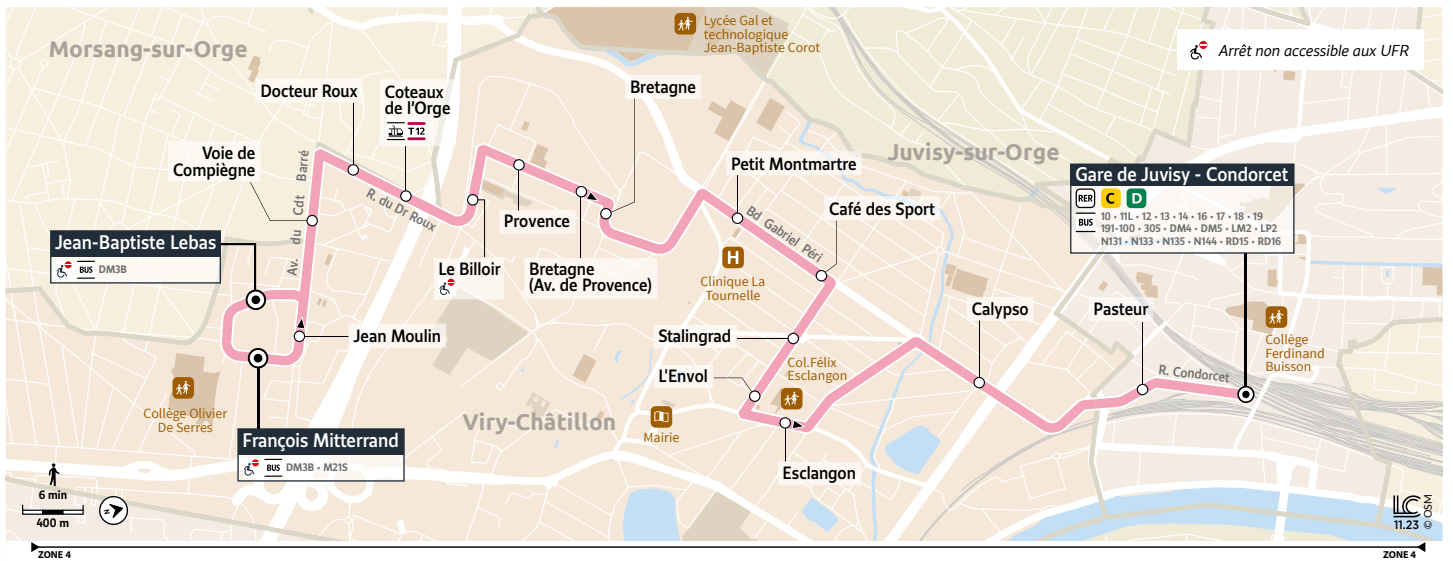 Morsang-sur-Orge
Lycée Gal et
technologique
Jean-Baptiste Corot
Arrêt non accessible aux UFR
Docteur Roux
Coteaux
de l'Orge
T12
Bretagne
Voie de
Compiègne
Av. du Cdt Barré
R. du Dr Roux
Provence
Petit Montmartre
Juvisy-sur-Orge
Gare de Juvisy - Condorcet
RER C D
BUS 10 • 11L • 12 • 13 • 14 • 16 • 17 • 18 • 19
191-100 • 305 • DM4 • DM5 • LM2 • LP2
N131 • N133 • N135 • N144 • RD15 • RD16
Bd Gabriel Péri
Café des Sport
Jean-Baptiste Lebas
BUS DM3B
Le Billoir
Bretagne
(Av. de Provence)
H
Clinique La
Tournelle
Jean Moulin
Stalingrad
Calypso
Pasteur
Collège
Ferdinand
Buisson
Col.Félix
Esclangon
L'Envol
R. Condorcet
Collège Olivier
De Serres
Viry-Châtillon
Mairie
François Mitterrand
BUS DM3B • M21S
Esclangon
6 min
400 m
LC
11.23
© OSM
ZONE 4
ZONE 4